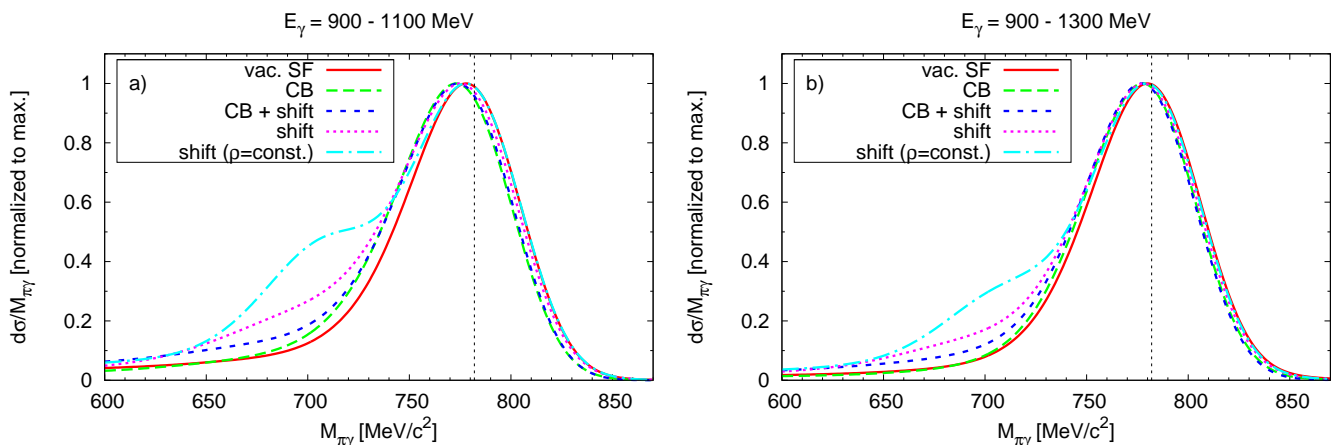 E_γ = 900 - 1100 MeV
a)
vac. SF
CB
CB + shift
shift
shift (ρ=const.)
dσ/M_πγ [normalized to max.]
1
0.8
0.6
0.4
0.2
0
600 650 700 750 800 850
M_πγ [MeV/c²]
E_γ = 900 - 1300 MeV
b)
vac. SF
CB
CB + shift
shift
shift (ρ=const.)
dσ/M_πγ [normalized to max.]
1
0.8
0.6
0.4
0.2
0
600 650 700 750 800 850
M_πγ [MeV/c²]